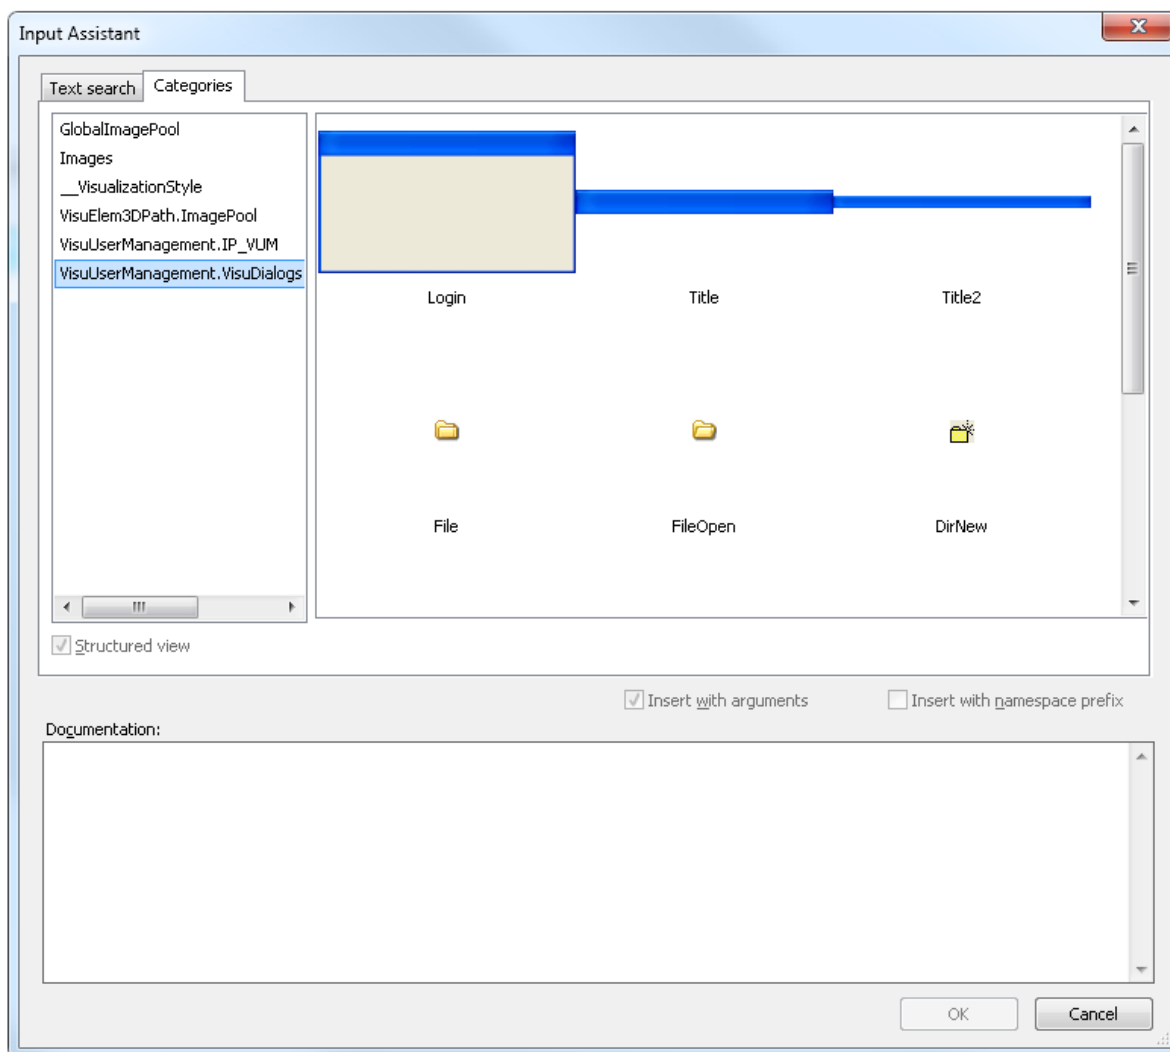 Input Assistant
Text search
Categories
GlobalImagePool
Images
__VisualizationStyle
VisuElem3DPath.ImagePool
VisuUserManagement.IP_VUM
VisuUserManagement.VisuDialogs
Login
Title
Title2
File
FileOpen
DirNew
Structured view
Insert with arguments
Insert with namespace prefix
Documentation:
OK
Cancel